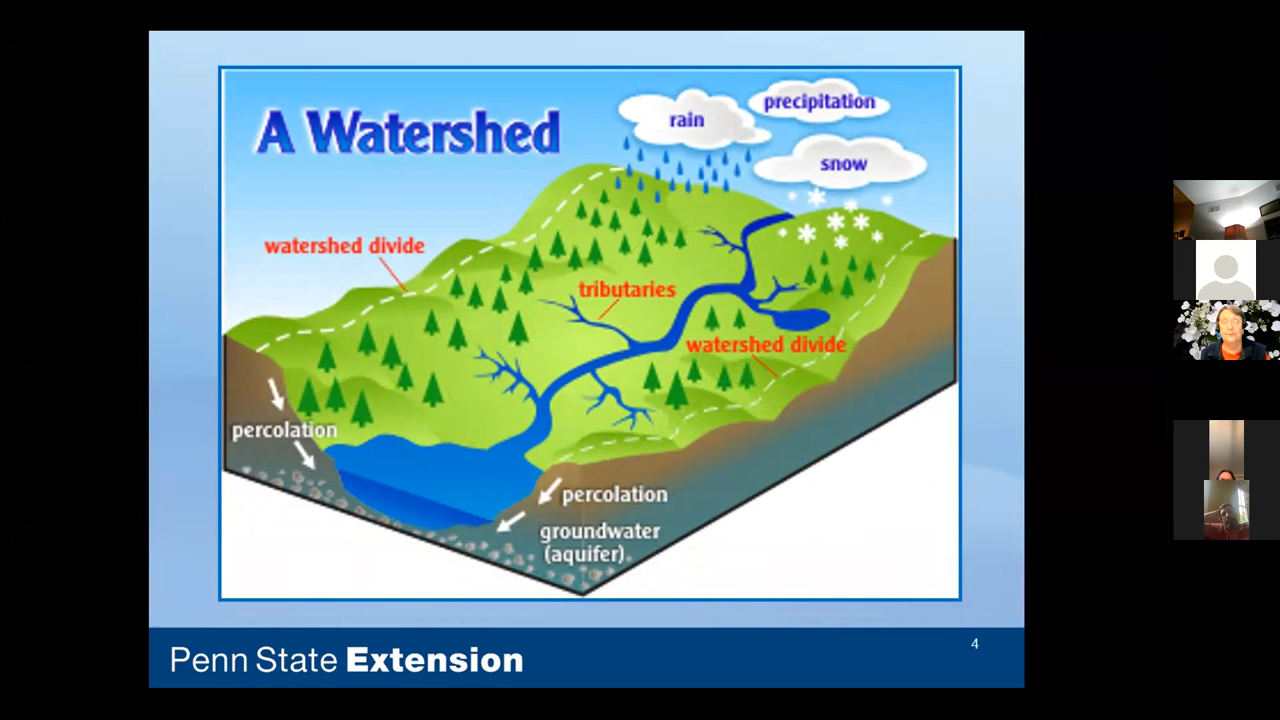 A Watershed
rain
precipitation
snow
watershed divide
tributaries
watershed divide
percolation
percolation
groundwater
(aquifer)
Penn State Extension
4